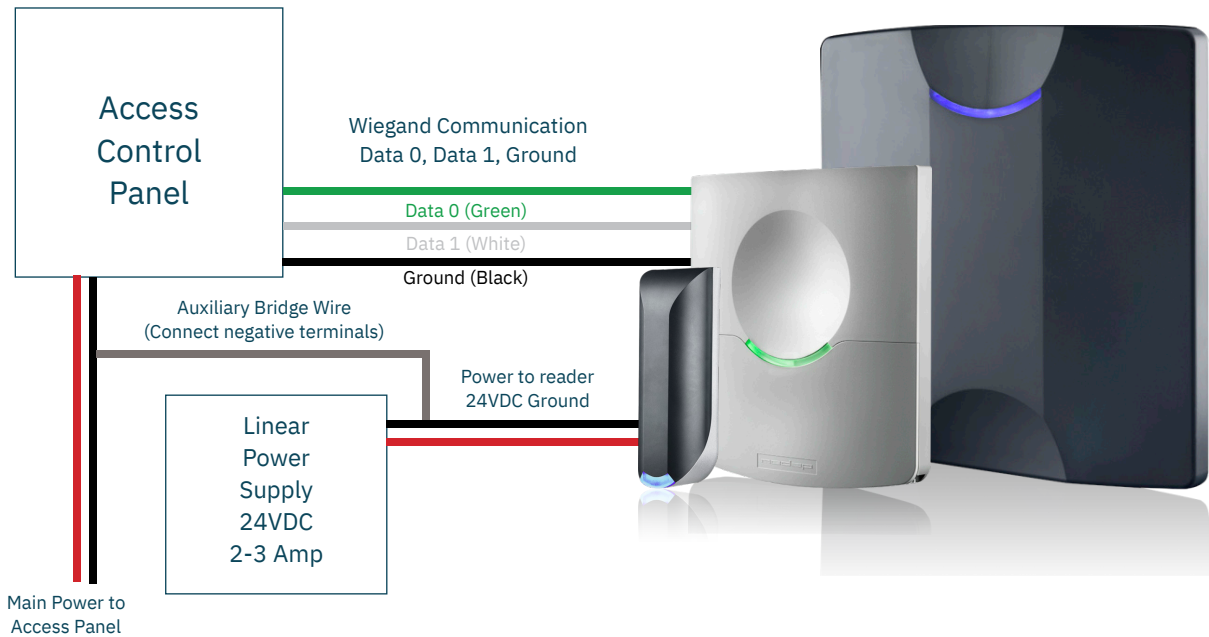 Access
Control
Panel
Wiegand Communication
Data 0, Data 1, Ground
Data 0 (Green)
Data 1 (White)
Ground (Black)
Auxiliary Bridge Wire
(Connect negative terminals)
Power to reader
24VDC Ground
Linear
Power
Supply
24VDC
2-3 Amp
Main Power to
Access Panel